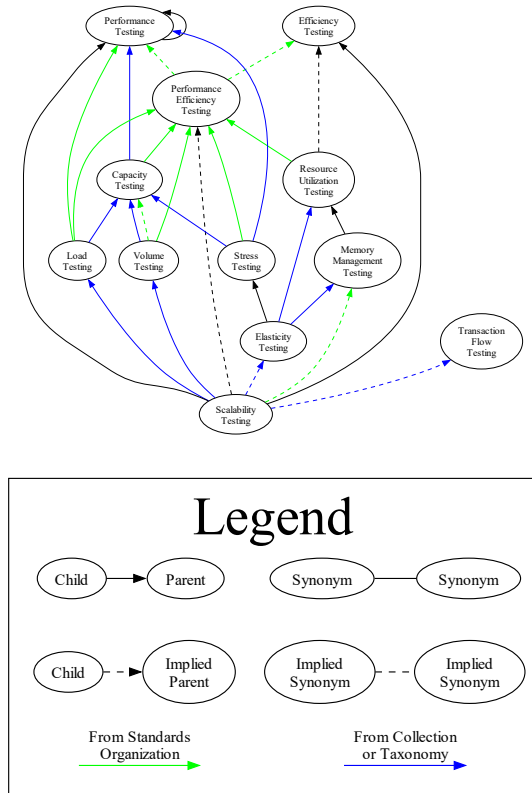 Performance
Testing
Efficiency
Testing
Performance
Efficiency
Testing
Capacity
Testing
Resource
Utilization
Testing
Load
Testing
Volume
Testing
Stress
Testing
Memory
Management
Testing
Elasticity
Testing
Transaction
Flow
Testing
Scalability
Testing
Legend
Child
Parent
Synonym
Synonym
Child
Implied
Parent
Implied
Synonym
Implied
Synonym
From Standards
Organization
From Collection
or Taxonomy